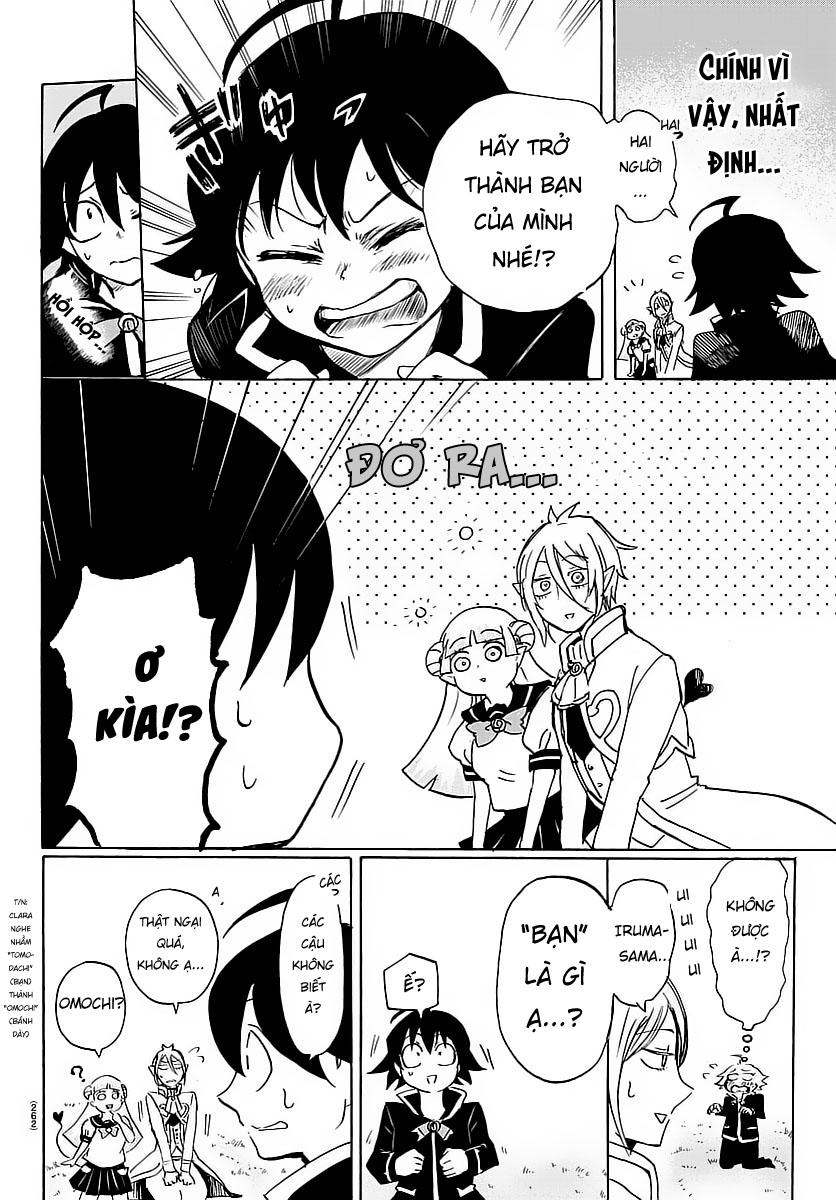 CHÍNH VÌ
VẬY, NHẤT
ĐỊNH...
HAI
HAI
NGƯỜI
...
HÃY TRỞ
THÀNH BẠN
CỦA MÌNH
NHÉ!?
HỒI HỘP...
ĐƠ RA...
Ơ
KÌA!?
KHÔNG
ĐƯỢC
À...!?
UI
UI
UI
UI
IRUMA-
SAMA...
"BẠN"
LÀ GÌ
Ạ...?
Ế?
CÁC
CÁC
CẬU
KHÔNG
BIẾT
À?
A
THẬT NGẠI
QUÁ,
KHÔNG Ạ...
OMOCHI?
?
T/N:
CLARA
NGHE
NHẦM
"TOMO-
DACHI"
(BẠN)
THÀNH
"OMOCHI"
(BÁNH
DÀY)
(262)